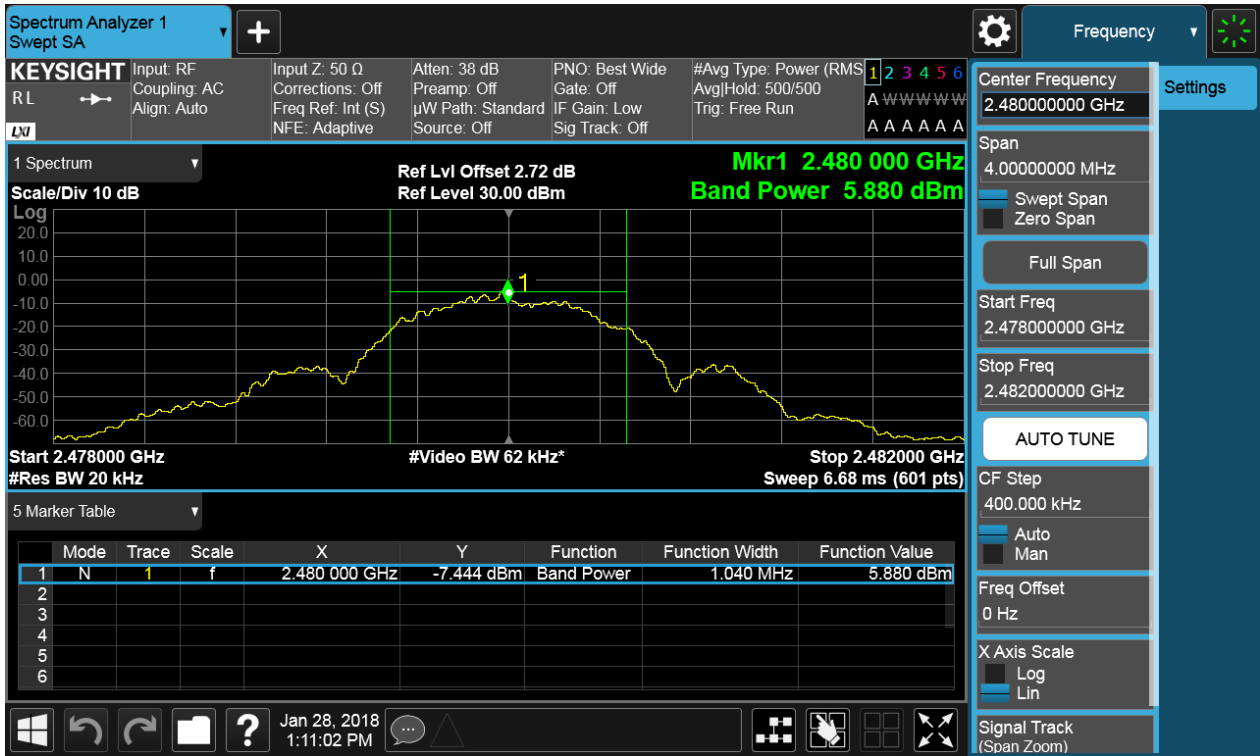 Spectrum Analyzer 1
Swept SA
Frequency
KEYSIGHT
RL
LXI
Input: RF
Coupling: AC
Align: Auto
Input Z: 50 Ω
Corrections: Off
Freq Ref: Int (S)
NFE: Adaptive
Atten: 38 dB
Preamp: Off
µW Path: Standard
Source: Off
PNO: Best Wide
Gate: Off
IF Gain: Low
Sig Track: Off
#Avg Type: Power (RMS
Avg|Hold: 500/500
Trig: Free Run
1 2 3 4 5 6
A W W W W W
A A A A A A
1 Spectrum
Scale/Div 10 dB
Ref Lvl Offset 2.72 dB
Ref Level 30.00 dBm
Mkr1 2.480 000 GHz
Band Power 5.880 dBm
Log
20.0
10.0
0.00
-10.0
-20.0
-30.0
-40.0
-50.0
-60.0
1
Start 2.478000 GHz
#Video BW 62 kHz*
Stop 2.482000 GHz
#Res BW 20 kHz
Sweep 6.68 ms (601 pts)
5 Marker Table
Mode Trace Scale X Y Function Function Width Function Value
1 N 1 f 2.480 000 GHz -7.444 dBm Band Power 1.040 MHz 5.880 dBm
2
3
4
5
6
?
Jan 28, 2018
1:11:02 PM
Center Frequency
2.480000000 GHz
Settings
Span
4.00000000 MHz
Swept Span
Zero Span
Full Span
Start Freq
2.478000000 GHz
Stop Freq
2.482000000 GHz
AUTO TUNE
CF Step
400.000 kHz
Auto
Man
Freq Offset
0 Hz
X Axis Scale
Log
Lin
Signal Track
(Span Zoom)